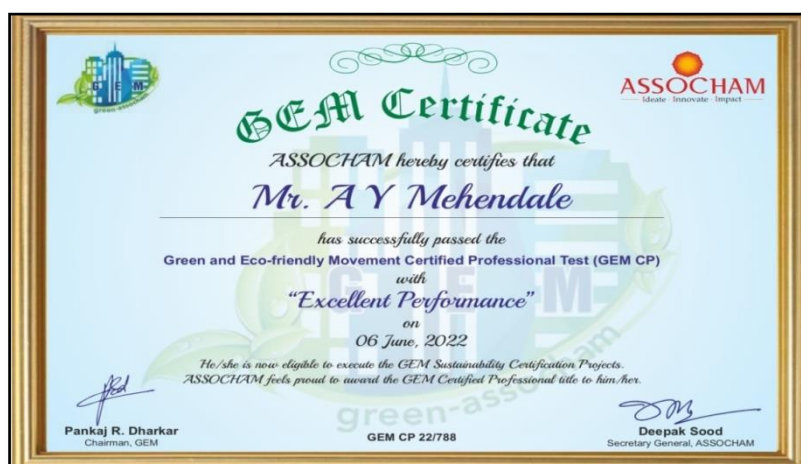 G E M
green-assocham
ASSOCHAM
Ideate · Innovate · Impact
GEM Certificate
ASSOCHAM hereby certifies that
Mr. A Y Mehendale
has successfully passed the
Green and Eco-friendly Movement Certified Professional Test (GEM CP)
with
“Excellent Performance”
on
06 June, 2022
He/she is now eligible to execute the GEM Sustainability Certification Projects.
ASSOCHAM feels proud to award the GEM Certified Professional title to him/her.
G E M
green-assocham
Pankaj R. Dharkar
Chairman, GEM
GEM CP 22/788
Deepak Sood
Secretary General, ASSOCHAM